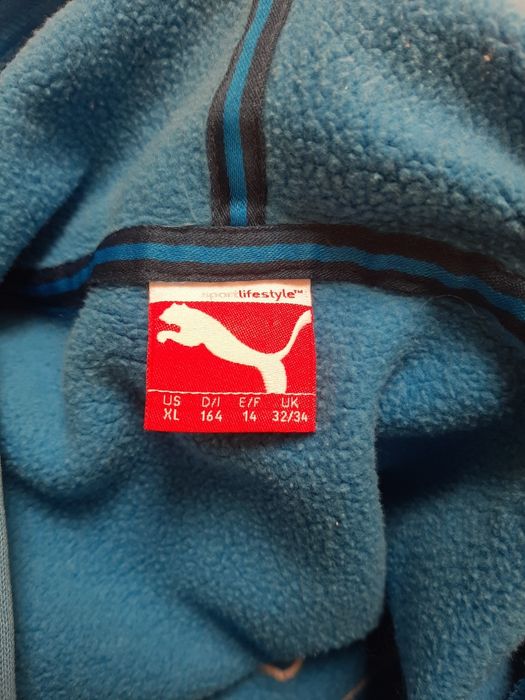 sportlifestyle™
US D/I E/F UK
XL 164 14 32/34